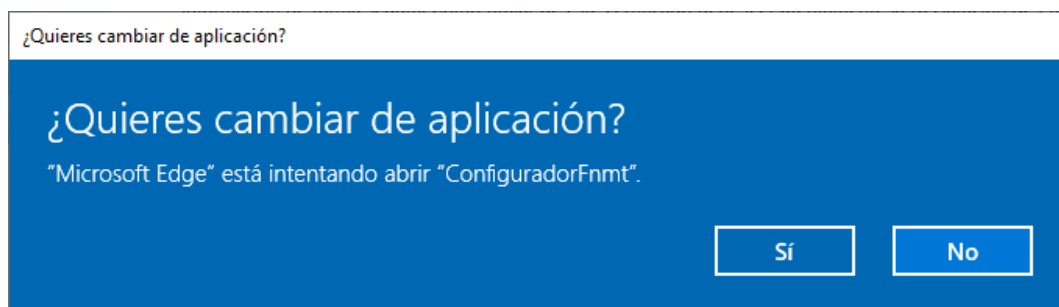 ¿Quieres cambiar de aplicación?
¿Quieres cambiar de aplicación?
"Microsoft Edge" está intentando abrir "ConfiguradorFnmt".
Sí
No